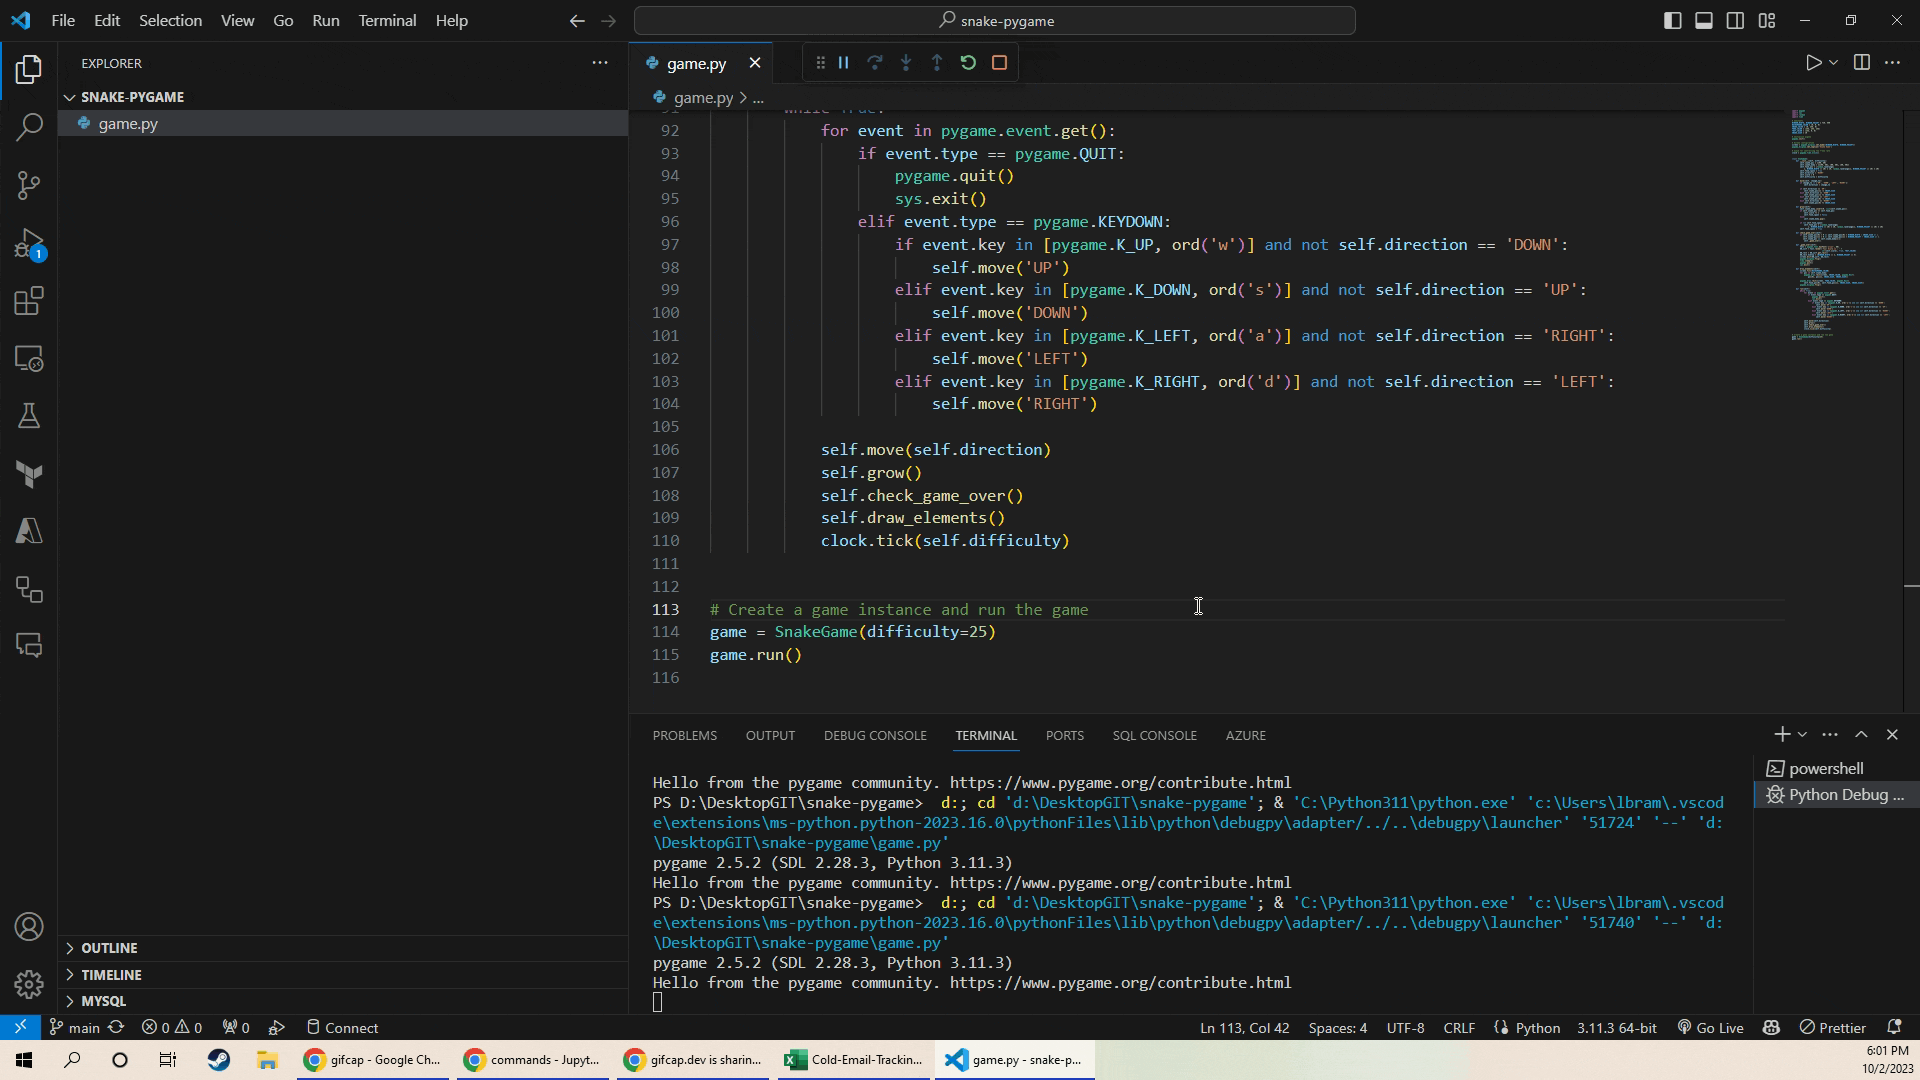 File Edit Selection View Go Run Terminal Help
snake-pygame
EXPLORER
SNAKE-PYGAME
game.py
1
OUTLINE
TIMELINE
MYSQL
game.py
game.py > ...
92 for event in pygame.event.get():
93 if event.type == pygame.QUIT:
94 pygame.quit()
95 sys.exit()
96 elif event.type == pygame.KEYDOWN:
97 if event.key in [pygame.K_UP, ord('w')] and not self.direction == 'DOWN':
98 self.move('UP')
99 elif event.key in [pygame.K_DOWN, ord('s')] and not self.direction == 'UP':
100 self.move('DOWN')
101 elif event.key in [pygame.K_LEFT, ord('a')] and not self.direction == 'RIGHT':
102 self.move('LEFT')
103 elif event.key in [pygame.K_RIGHT, ord('d')] and not self.direction == 'LEFT':
104 self.move('RIGHT')
105
106 self.move(self.direction)
107 self.grow()
108 self.check_game_over()
109 self.draw_elements()
110 clock.tick(self.difficulty)
111
112
113 # Create a game instance and run the game
114 game = SnakeGame(difficulty=25)
115 game.run()
116
PROBLEMS OUTPUT DEBUG CONSOLE TERMINAL PORTS SQL CONSOLE AZURE
Hello from the pygame community. https://www.pygame.org/contribute.html
PS D:\DesktopGIT\snake-pygame>  d:; cd 'd:\DesktopGIT\snake-pygame'; & 'C:\Python311\python.exe' 'c:\Users\lbram\.vscod
e\extensions\ms-python.python-2023.16.0\pythonFiles\lib\python\debugpy\adapter/../..\debugpy\launcher' '51724' '--' 'd:
\DesktopGIT\snake-pygame\game.py'
pygame 2.5.2 (SDL 2.28.3, Python 3.11.3)
Hello from the pygame community. https://www.pygame.org/contribute.html
PS D:\DesktopGIT\snake-pygame>  d:; cd 'd:\DesktopGIT\snake-pygame'; & 'C:\Python311\python.exe' 'c:\Users\lbram\.vscod
e\extensions\ms-python.python-2023.16.0\pythonFiles\lib\python\debugpy\adapter/../..\debugpy\launcher' '51740' '--' 'd:
\DesktopGIT\snake-pygame\game.py'
pygame 2.5.2 (SDL 2.28.3, Python 3.11.3)
Hello from the pygame community. https://www.pygame.org/contribute.html
powershell
Python Debug ...
main 0 0 0 Connect Ln 113, Col 42 Spaces: 4 UTF-8 CRLF Python 3.11.3 64-bit Go Live Prettier
gifcap - Google Ch... commands - Jupyt... gifcap.dev is sharin... Cold-Email-Trackin... game.py - snake-p...
6:01 PM
10/2/2023